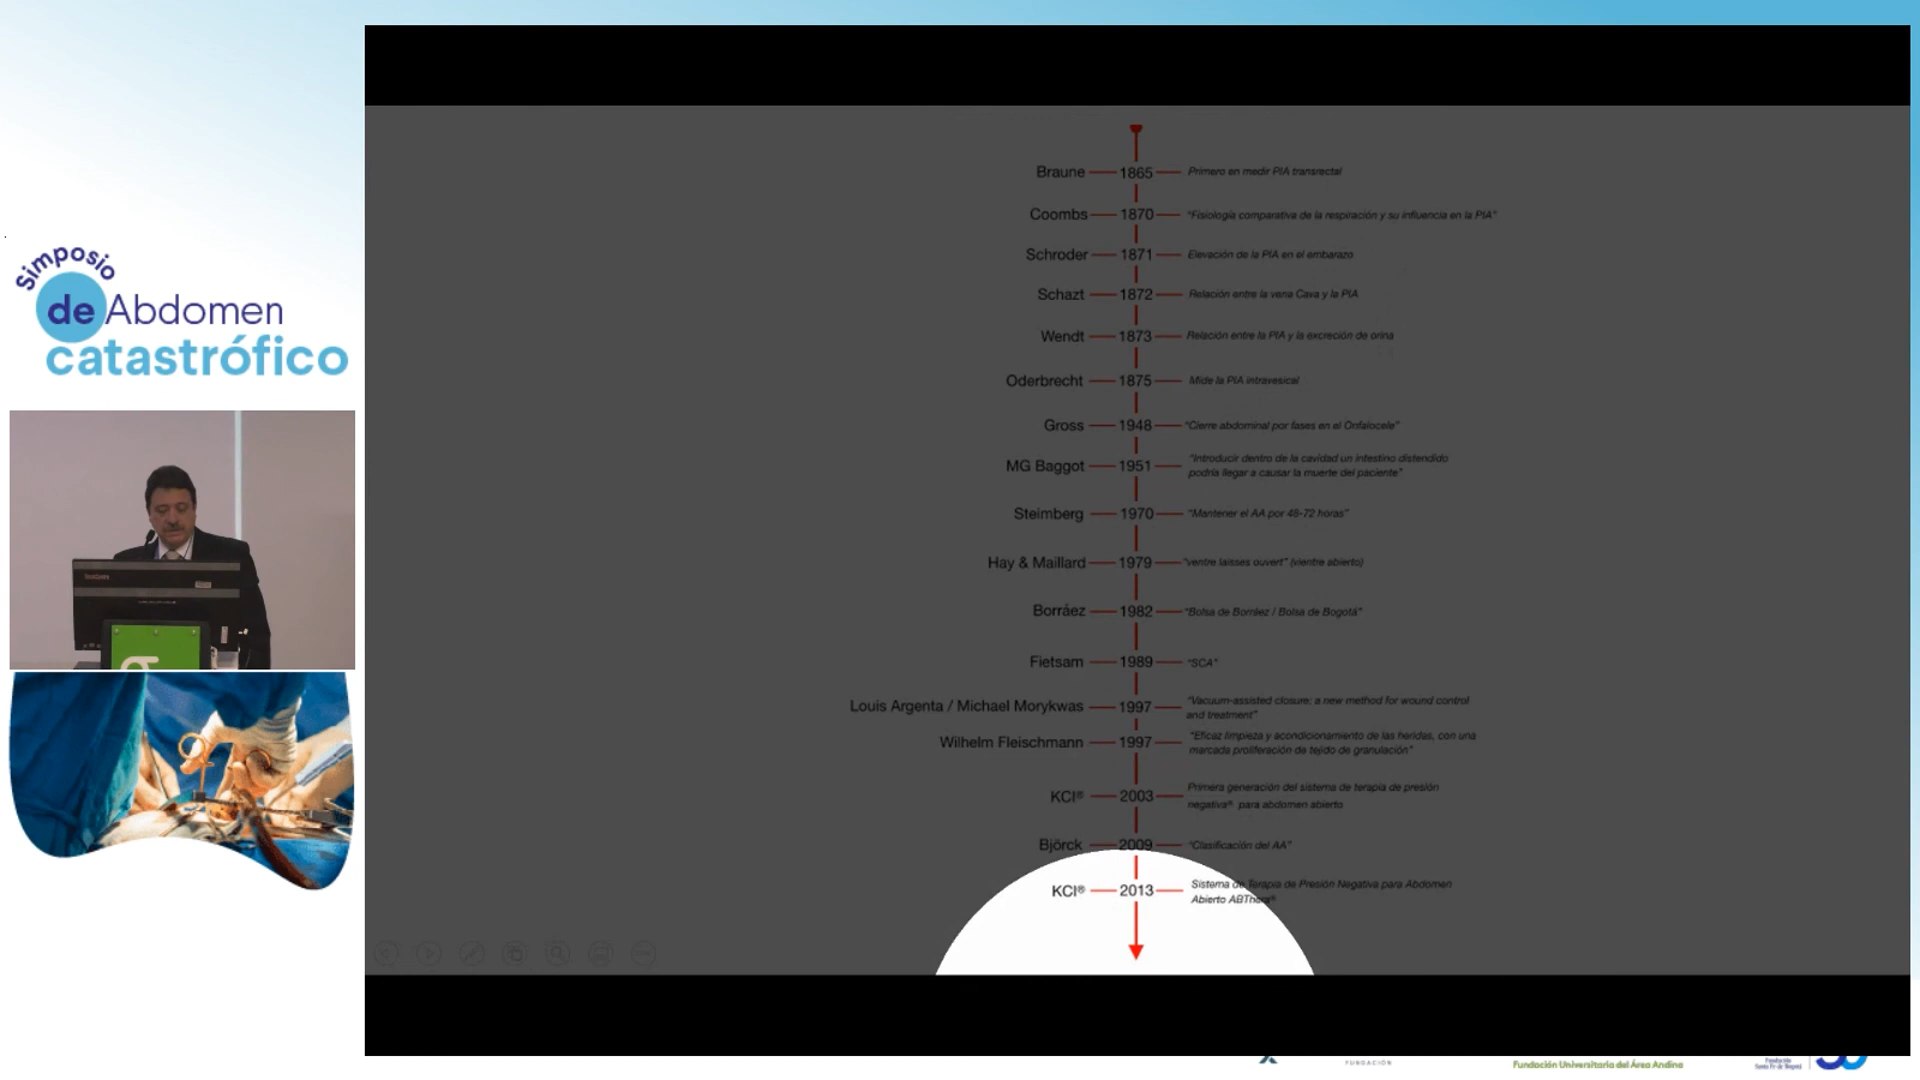 Simposio
de Abdomen
catastrófico
Braune 1865 Primero en medir PIA transrectal
Coombs 1870 "Fisiología comparativa de la respiración y su influencia en la PIA"
Schroder 1871 Elevación de la PIA en el embarazo
Schazt 1872 Relación entre la vena Cava y la PIA
Wendt 1873 Relación entre la PIA y la excreción de orina
Oderbrecht 1875 Mide la PIA intravesical
Gross 1948 "Cierre abdominal por fases en el Onfalocele"
MG Baggot 1951 "Introducir dentro de la cavidad un intestino distendido
podría llegar a causar la muerte del paciente"
Steimberg 1970 "Mantener el AA por 48-72 horas"
Hay & Maillard 1979 "ventre laisses ouvert" (vientre abierto)
Borráez 1982 "Bolsa de Borráez / Bolsa de Bogotá"
Fietsam 1989 "SCA"
Louis Argenta / Michael Morykwas 1997 "Vacuum-assisted closure: a new method for wound control
and treatment"
Wilhelm Fleischmann 1997 "Eficaz limpieza y acondicionamiento de las heridas, con una
marcada proliferación de tejido de granulación"
KCI® 2003 Primera generación del sistema de terapia de presión
negativa® para abdomen abierto
Björck 2009 "Clasificación del AA"
KCI® 2013 Sistema de Terapia de Presión Negativa para Abdomen
Abierto ABThera®
FUNDACIÓN
Fundación Universitaria del Área Andina
Fundación
Santa Fe de Bogotá